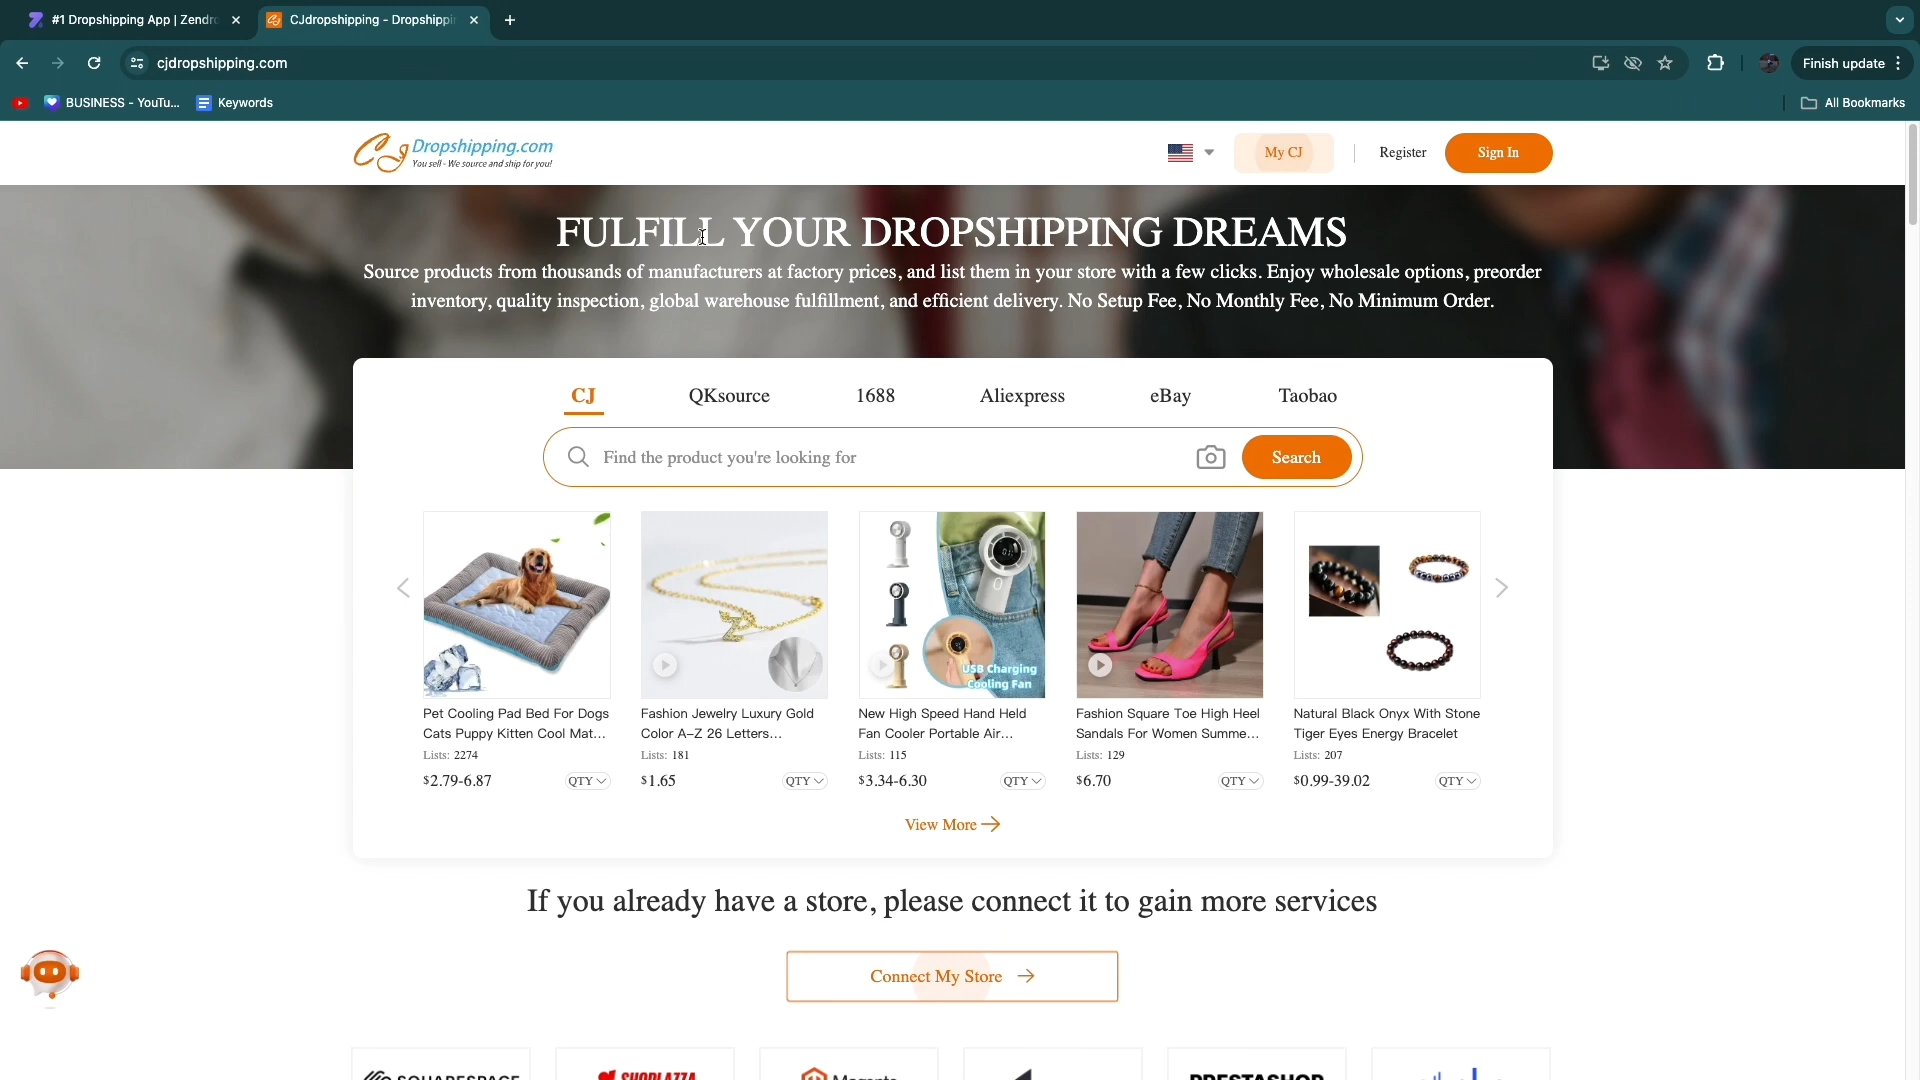 #1 Dropshipping App | Zendro
CJdropshipping - Dropshippin
cjdropshipping.com
Finish update
BUSINESS - YouTu...
Keywords
All Bookmarks
CJ Dropshipping.com
You sell - We source and ship for you!
My CJ
Register
Sign In
FULFILL YOUR DROPSHIPPING DREAMS
Source products from thousands of manufacturers at factory prices, and list them in your store with a few clicks. Enjoy wholesale options, preorder
inventory, quality inspection, global warehouse fulfillment, and efficient delivery. No Setup Fee, No Monthly Fee, No Minimum Order.
CJ
QKsource
1688
Aliexpress
eBay
Taobao
Find the product you're looking for
Search
USB Charging
Cooling Fan
Pet Cooling Pad Bed For Dogs
Cats Puppy Kitten Cool Mat...
Lists: 2274
$2.79-6.87
QTY
Fashion Jewelry Luxury Gold
Color A-Z 26 Letters...
Lists: 181
$1.65
QTY
New High Speed Hand Held
Fan Cooler Portable Air...
Lists: 115
$3.34-6.30
QTY
Fashion Square Toe High Heel
Sandals For Women Summe...
Lists: 129
$6.70
QTY
Natural Black Onyx With Stone
Tiger Eyes Energy Bracelet
Lists: 207
$0.99-39.02
QTY
View More
If you already have a store, please connect it to gain more services
Connect My Store
SQUARESPACE
SHOPLAZZA
Magento
PRESTASHOP